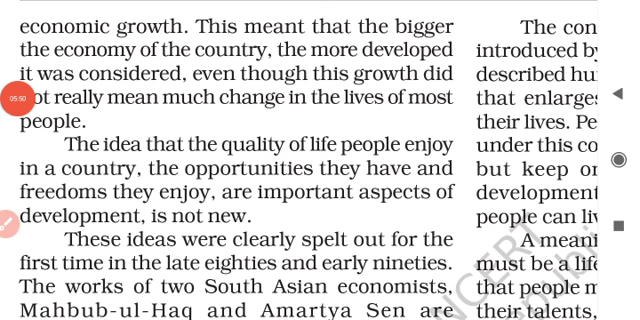 economic growth. This meant that the bigger
the economy of the country, the more developed
it was considered, even though this growth did
not really mean much change in the lives of most
people.
The idea that the quality of life people enjoy
in a country, the opportunities they have and
freedoms they enjoy, are important aspects of
development, is not new.
These ideas were clearly spelt out for the
first time in the late eighties and early nineties.
The works of two South Asian economists,
Mahbub-ul-Haq and Amartya Sen are
The con
introduced by
described hu
that enlarges
their lives. Pe
under this co
but keep on
development
people can liv
A meani
must be a life
that people m
their talents,
05:50
NCERT
republi